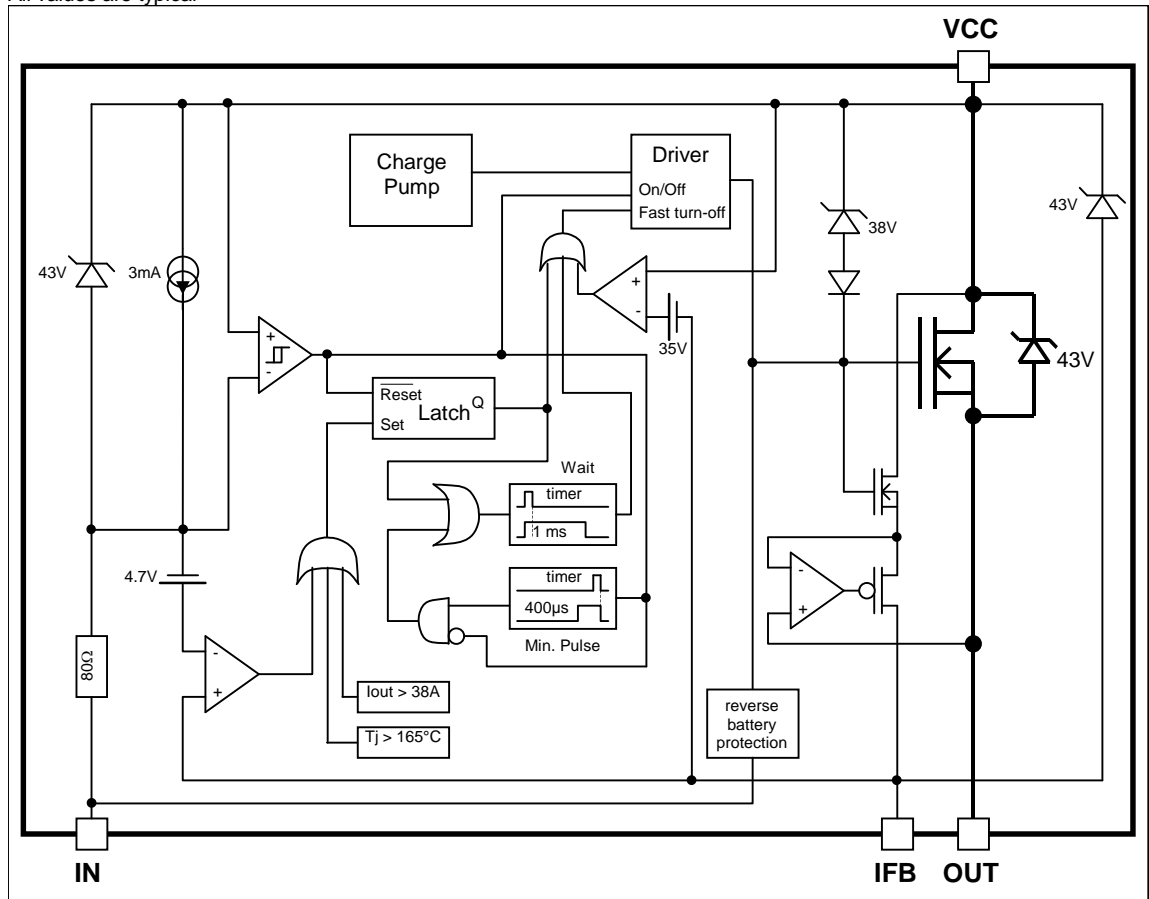 All values are typical
VCC
Charge
Pump
Driver
On/Off
Fast turn-off
43V
3mA
38V
43V
+
-
35V
43V
+
-
Reset
Latch
Q
Set
Wait
timer
1 ms
4.7V
timer
400µs
Min. Pulse
-
+
80Ω
-
+
Iout > 38A
Tj > 165°C
reverse
battery
protection
IN
IFB
OUT